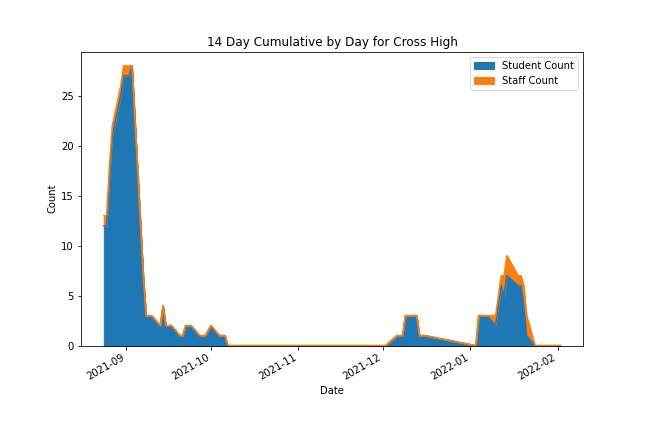 14 Day Cumulative by Day for Cross High
Student Count
Staff Count
25
20
15
10
5
0
Count
2021-09
2021-10
2021-11
2021-12
2022-01
2022-02
Date